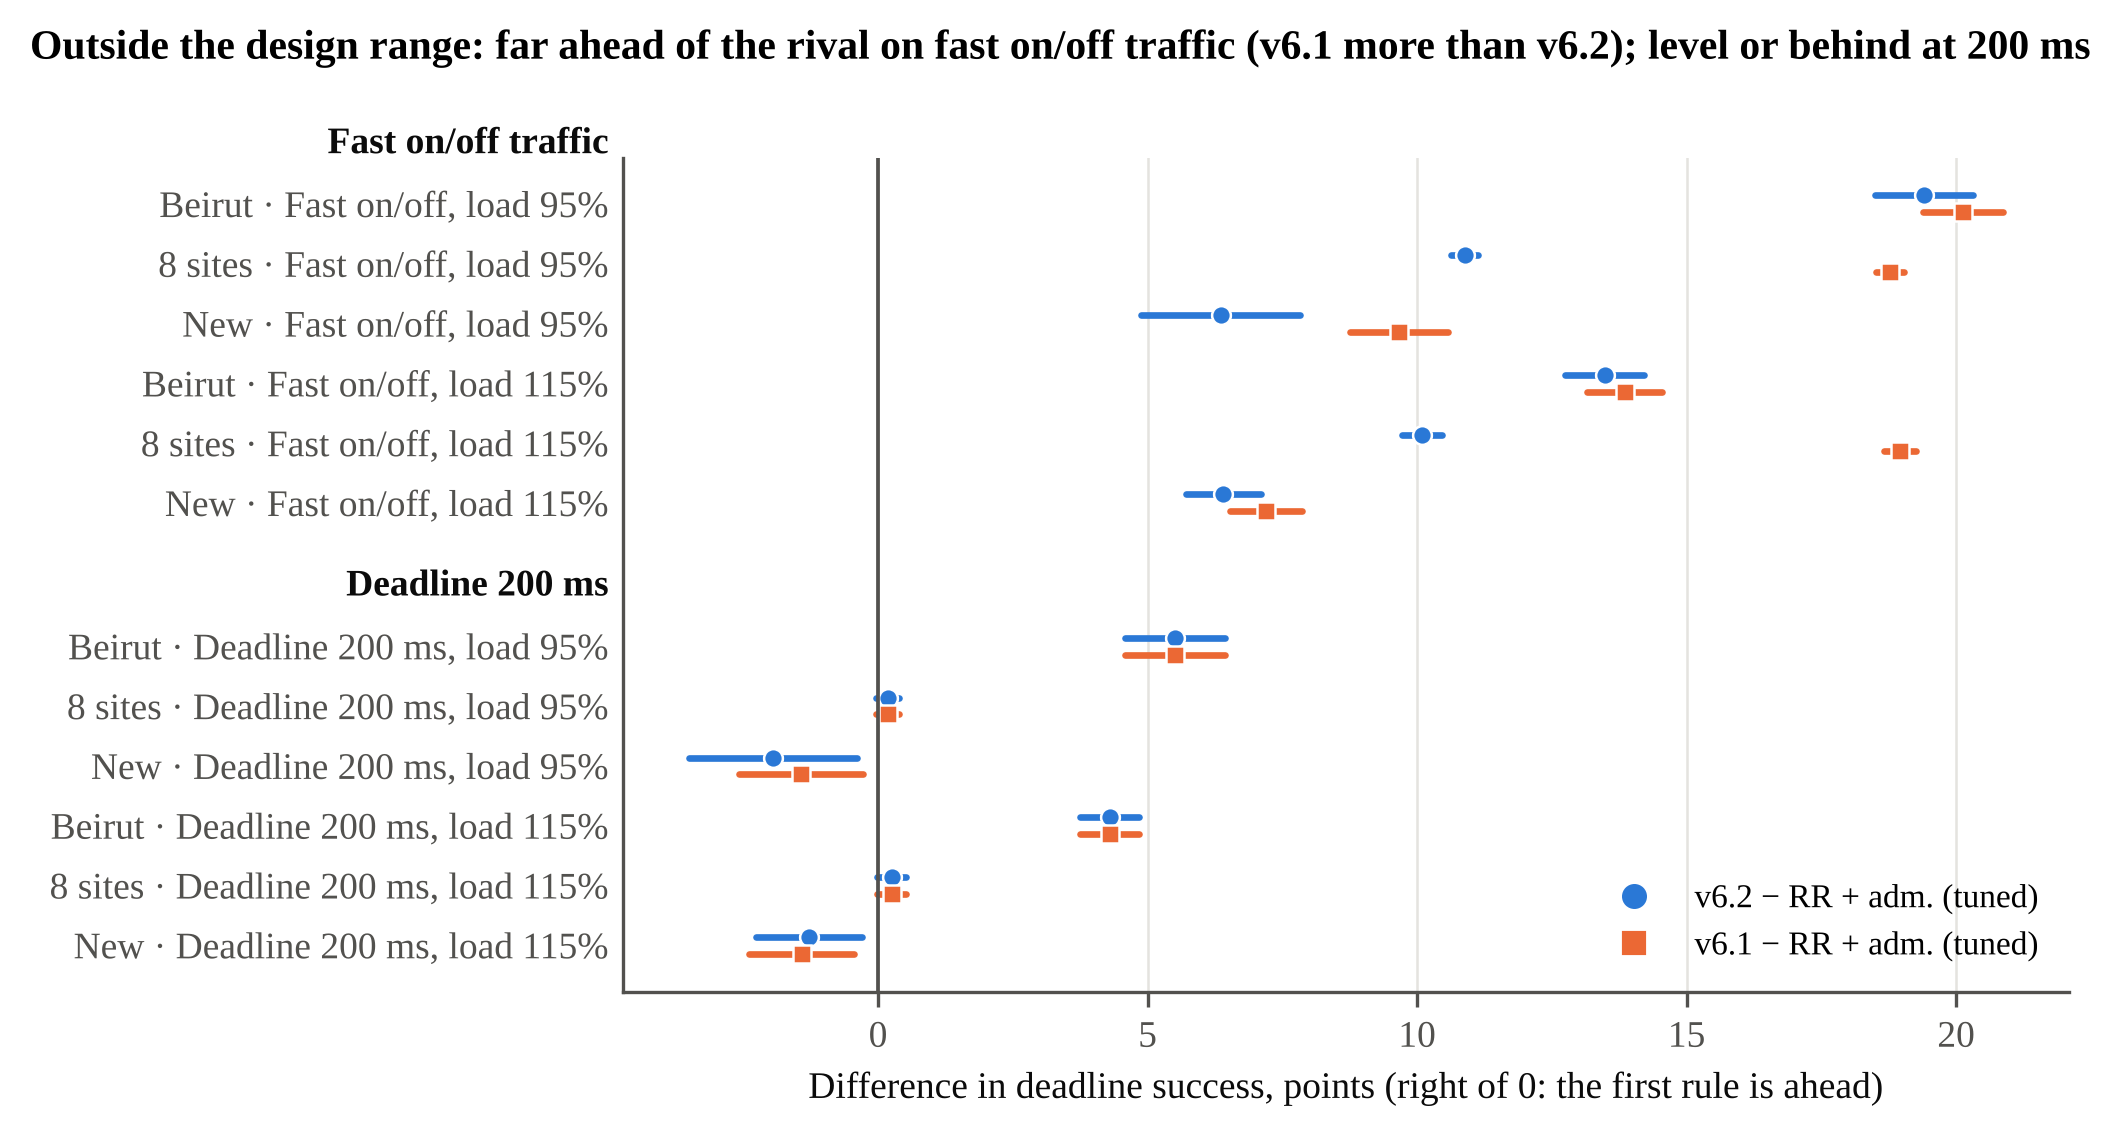 Outside the design range: far ahead of the rival on fast on/off traffic (v6.1 more than v6.2); level or behind at 200 ms
Fast on/off traffic
Beirut · Fast on/off, load 95%
8 sites · Fast on/off, load 95%
New · Fast on/off, load 95%
Beirut · Fast on/off, load 115%
8 sites · Fast on/off, load 115%
New · Fast on/off, load 115%
Deadline 200 ms
Beirut · Deadline 200 ms, load 95%
8 sites · Deadline 200 ms, load 95%
New · Deadline 200 ms, load 95%
Beirut · Deadline 200 ms, load 115%
8 sites · Deadline 200 ms, load 115%
New · Deadline 200 ms, load 115%
v6.2 − RR + adm. (tuned)
v6.1 − RR + adm. (tuned)
0 5 10 15 20
Difference in deadline success, points (right of 0: the first rule is ahead)